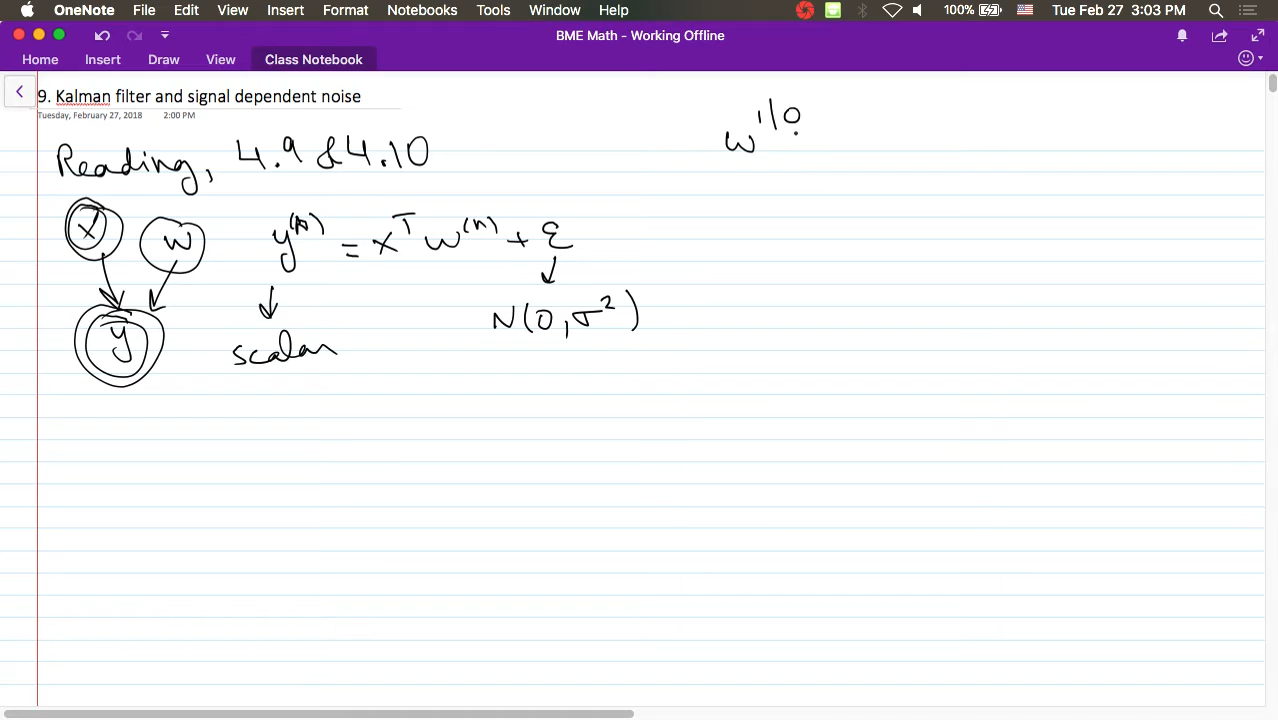 OneNote File Edit View Insert Format Notebooks Tools Window Help 100% Tue Feb 27 3:03 PM
BME Math - Working Offline
Home Insert Draw View Class Notebook
9. Kalman filter and signal dependent noise
Tuesday, February 27, 2018 2:00 PM
w^1|0
Reading, 4.9 & 4.10
x w y^(n) = x^T w^(n) + ε
N(0, σ^2)
y scalar